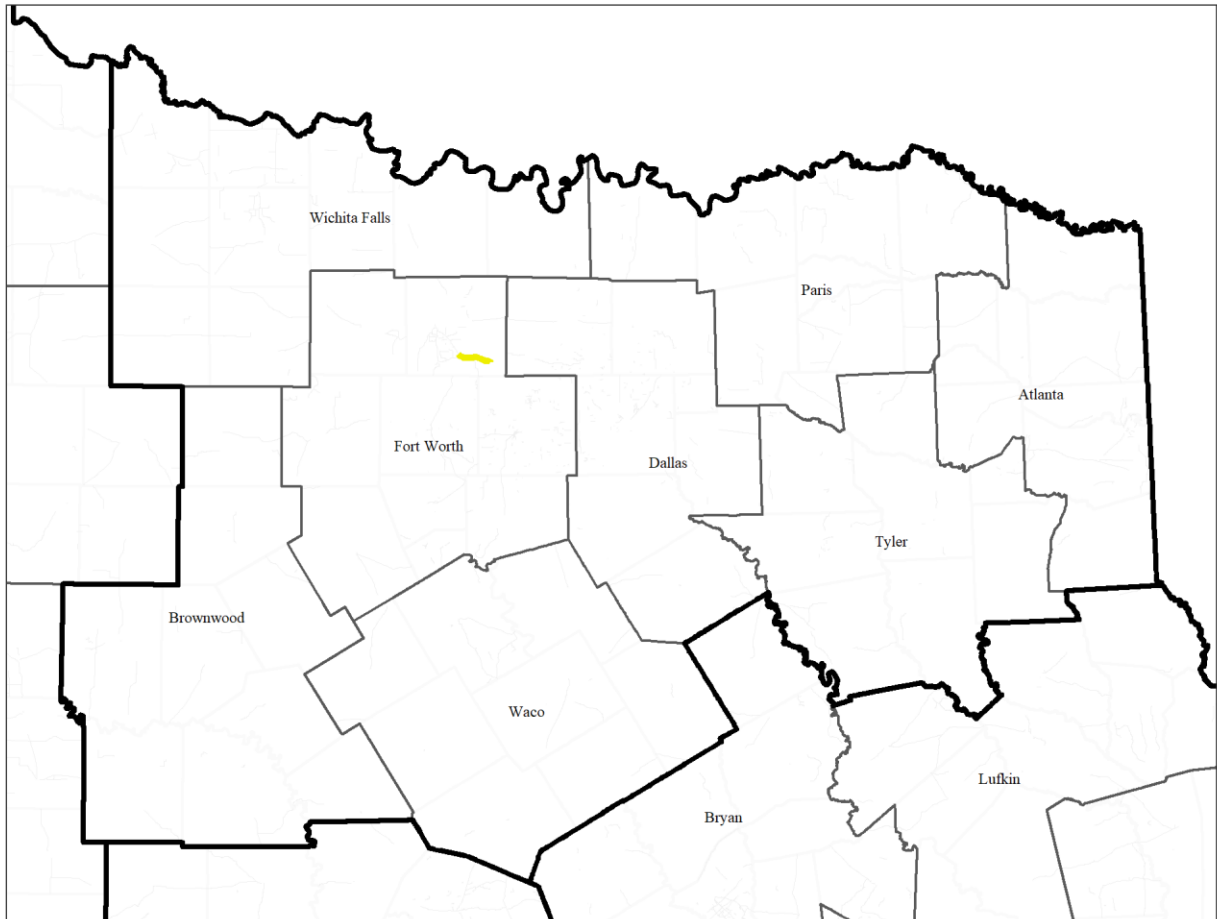 Wichita Falls
Paris
Atlanta
Fort Worth
Dallas
Tyler
Brownwood
Waco
Lufkin
Bryan